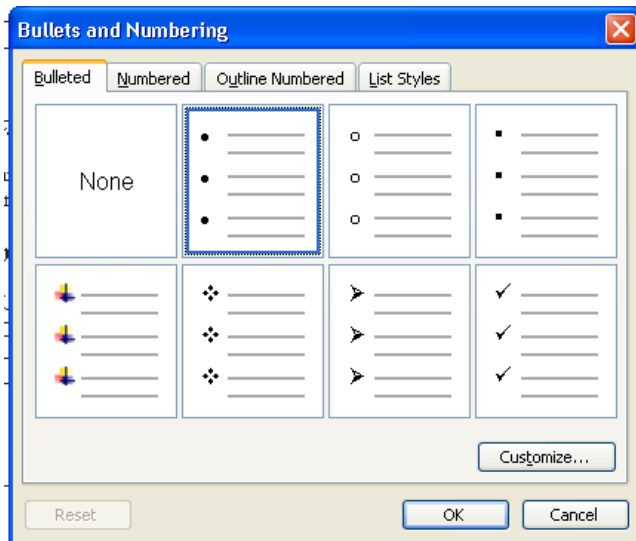 Bullets and Numbering
Bulleted Numbered Outline Numbered List Styles
None
Customize...
Reset OK Cancel